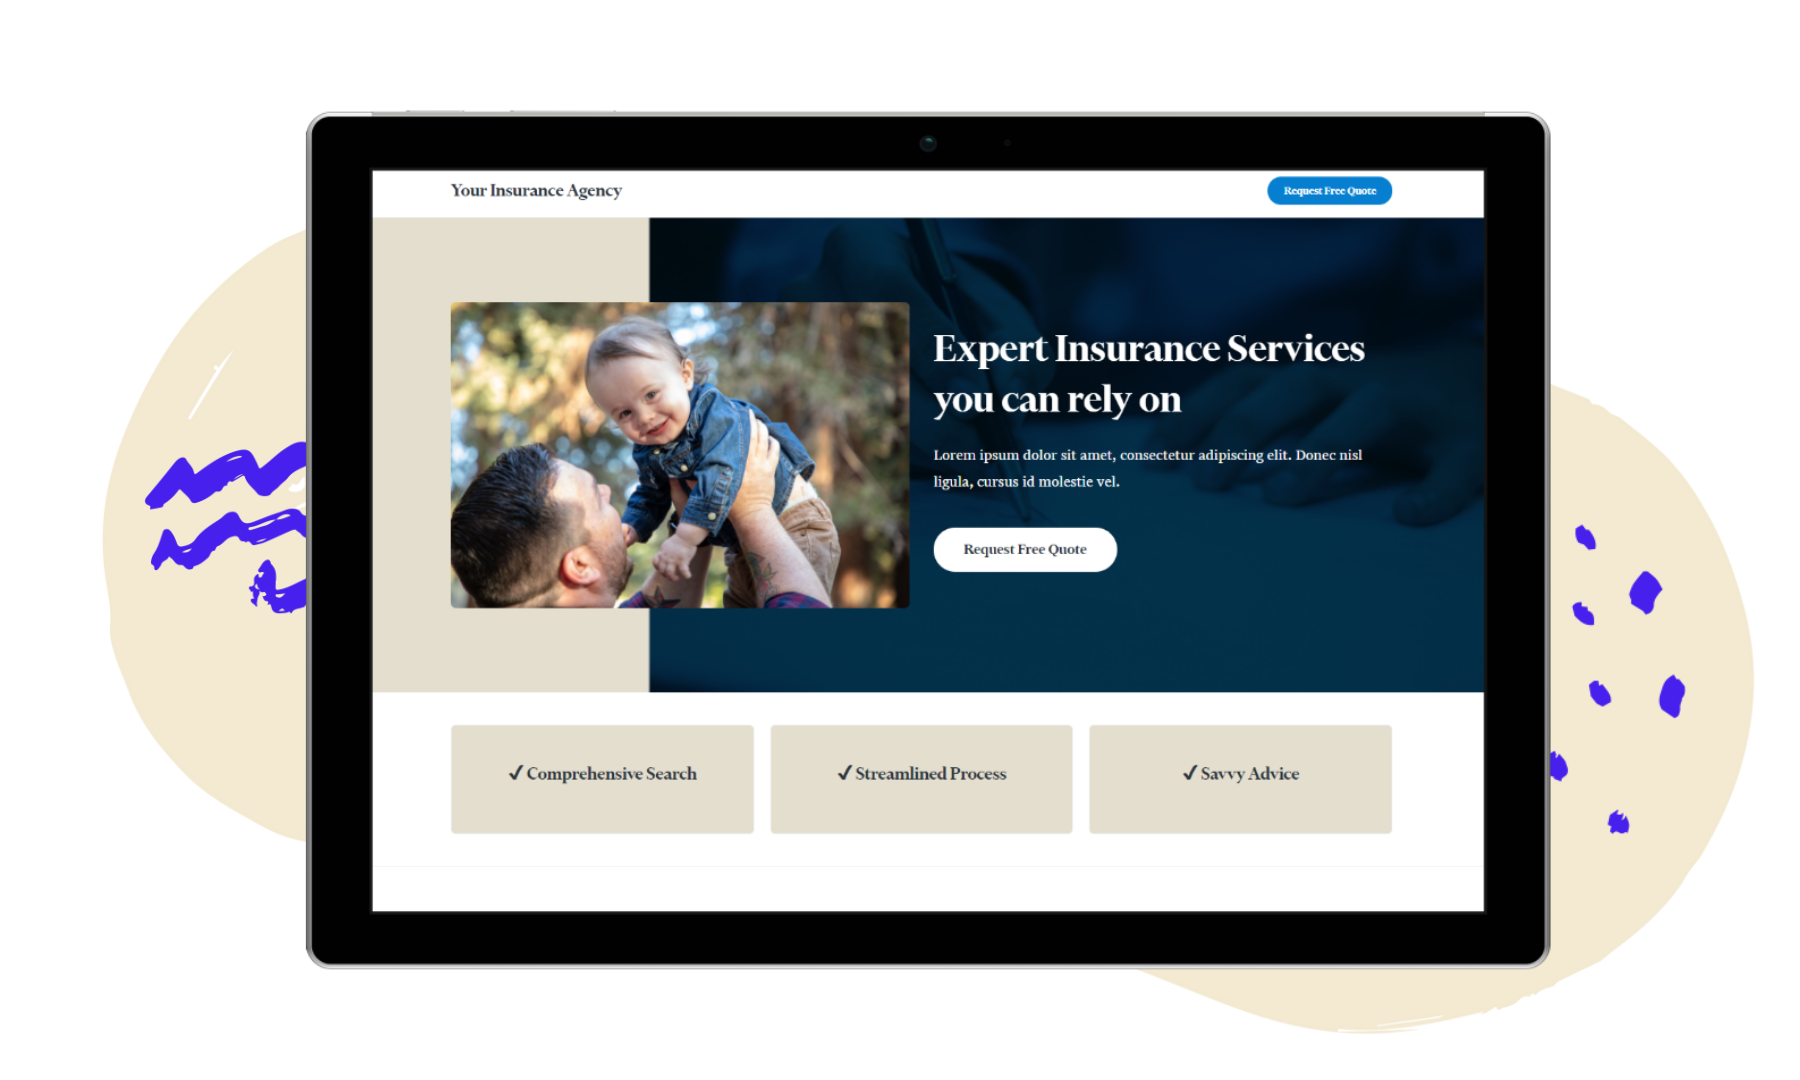 Your Insurance Agency
Request Free Quote
Expert Insurance Services
you can rely on
Lorem ipsum dolor sit amet, consectetur adipiscing elit. Donec nisl
ligula, cursus id molestie vel.
Request Free Quote
✓ Comprehensive Search
✓ Streamlined Process
✓ Savvy Advice